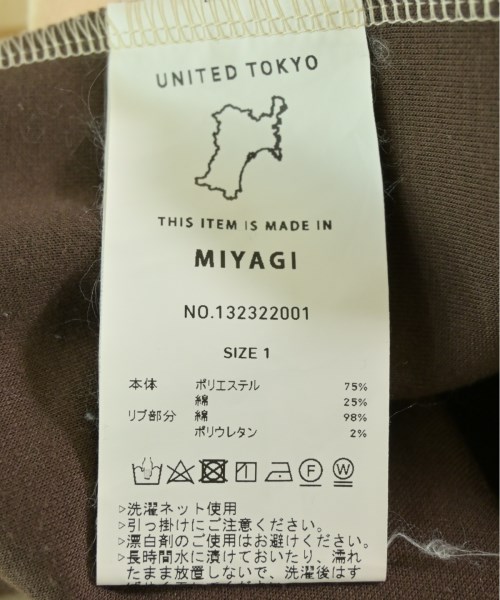 UNITED TOKYO
THIS ITEM IS MADE IN
MIYAGI
NO.132322001
SIZE 1
本体 ポリエステル 75%
綿 25%
リブ部分 綿 98%
ポリウレタン 2%
F W
>洗濯ネット使用
>引っ掛けにご注意ください。
>漂白剤のご使用はお避けください。
>長時間水に漬けておいたり、濡れ
たまま放置しないで、洗濯後はす